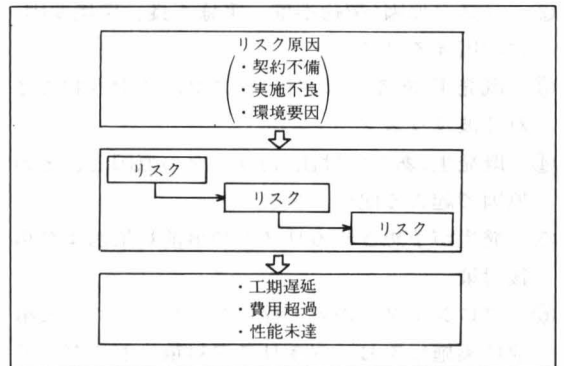 リスク原因
・契約不備
・実施不良
・環境要因
リスク
リスク
リスク
・工期遅延
・費用超過
・性能未達